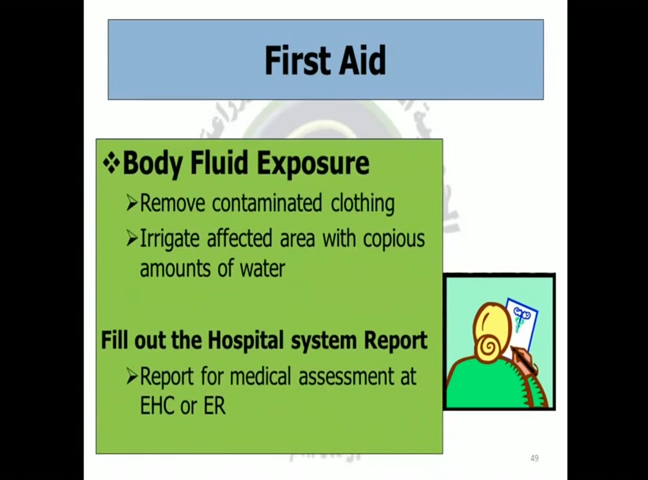 First Aid
❖Body Fluid Exposure
➢Remove contaminated clothing
➢Irrigate affected area with copious
amounts of water
Fill out the Hospital system Report
➢Report for medical assessment at
EHC or ER
49